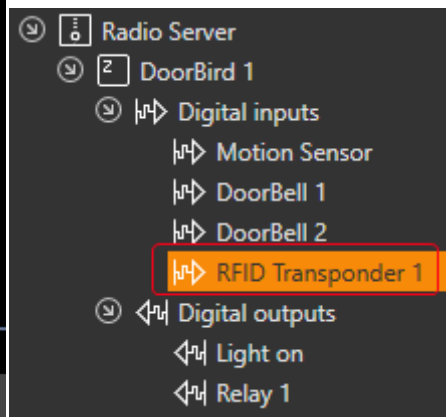 Radio Server
DoorBird 1
Digital inputs
Motion Sensor
DoorBell 1
DoorBell 2
RFID Transponder 1
Digital outputs
Light on
Relay 1